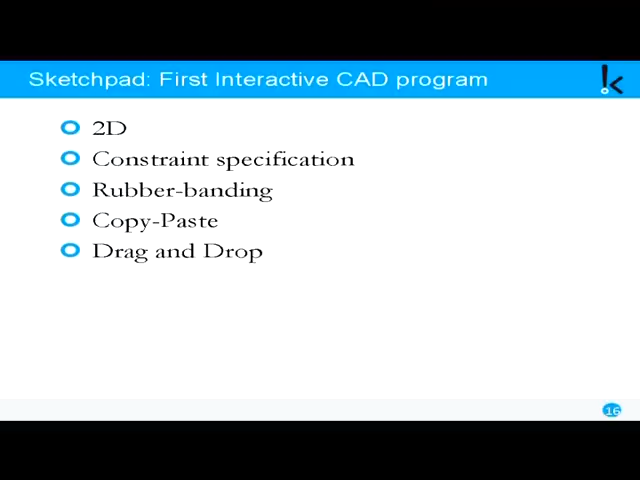 Sketchpad: First Interactive CAD program
2D
Constraint specification
Rubber-banding
Copy-Paste
Drag and Drop
16